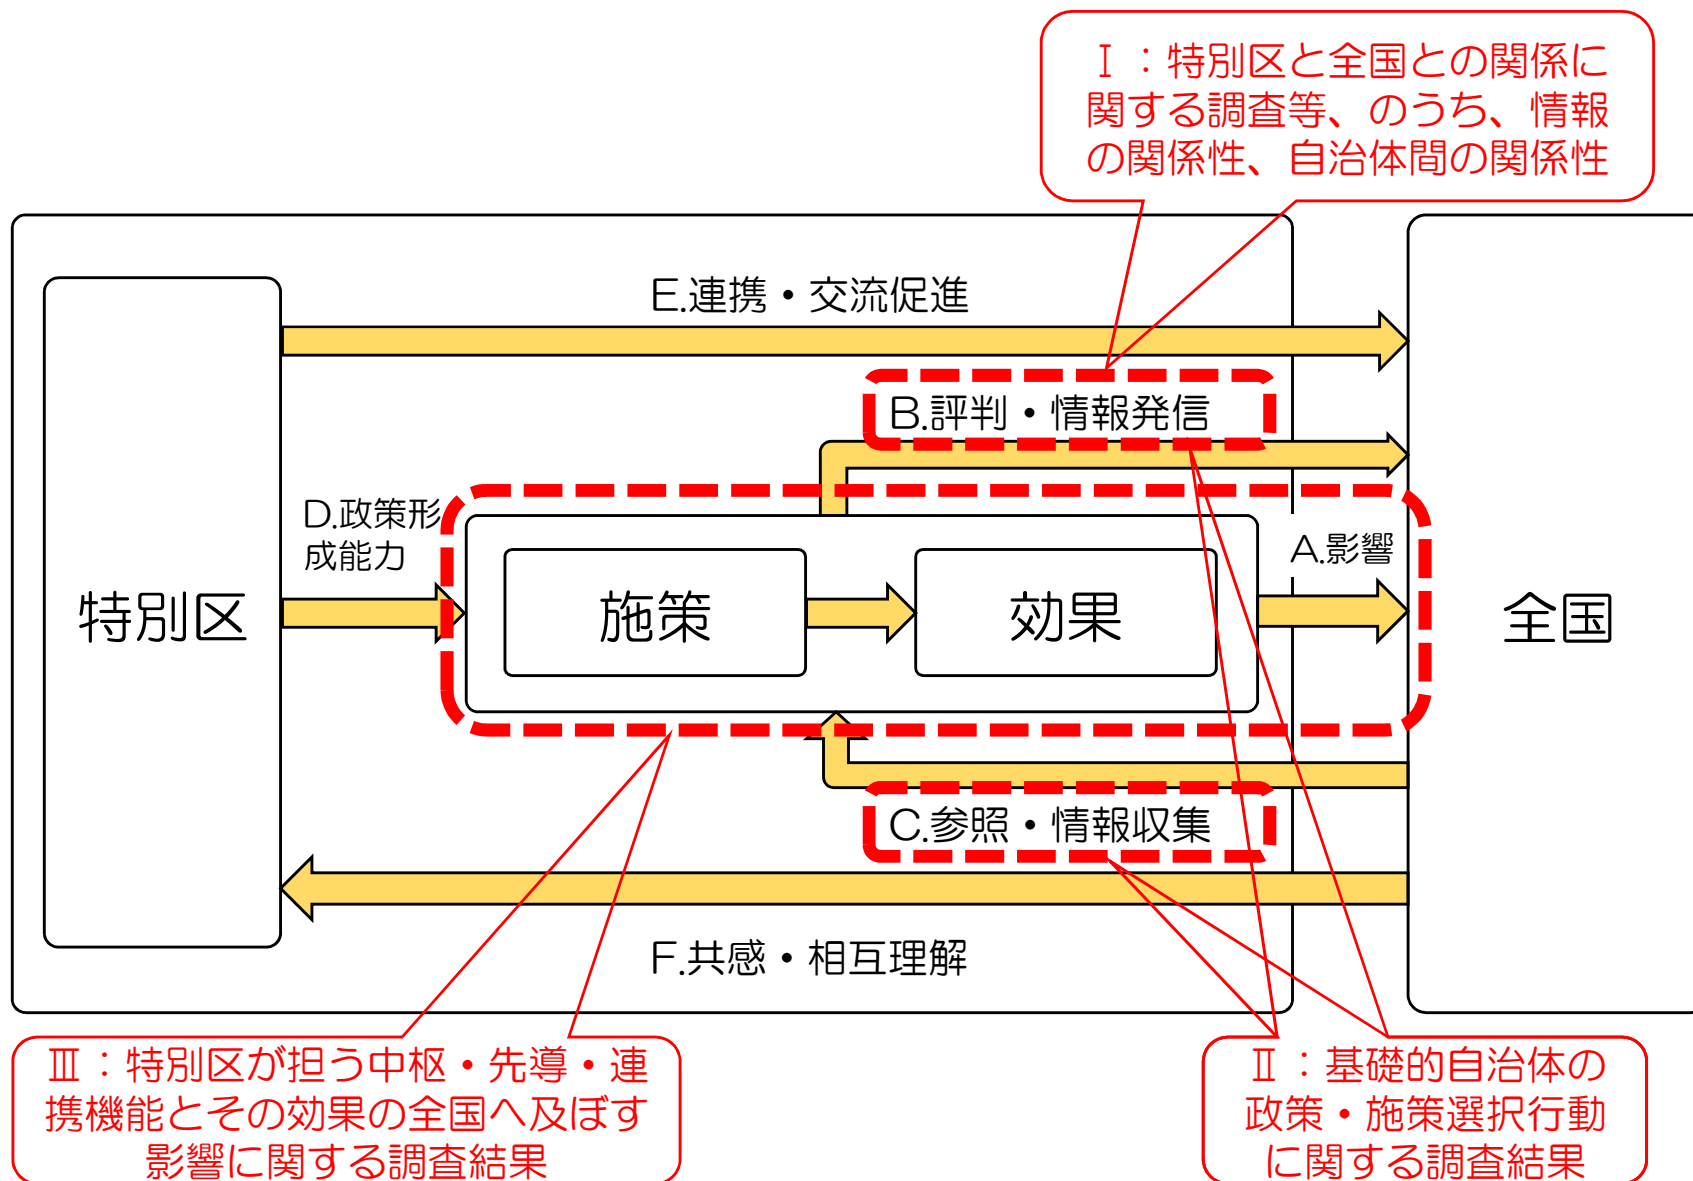 Ⅰ：特別区と全国との関係に
関する調査等、のうち、情報
の関係性、自治体間の関係性
E.連携・交流促進
B.評判・情報発信
D.政策形
成能力
A.影響
特別区
施策
効果
全国
C.参照・情報収集
F.共感・相互理解
Ⅲ：特別区が担う中枢・先導・連
携機能とその効果の全国へ及ぼす
影響に関する調査結果
Ⅱ：基礎的自治体の
政策・施策選択行動
に関する調査結果